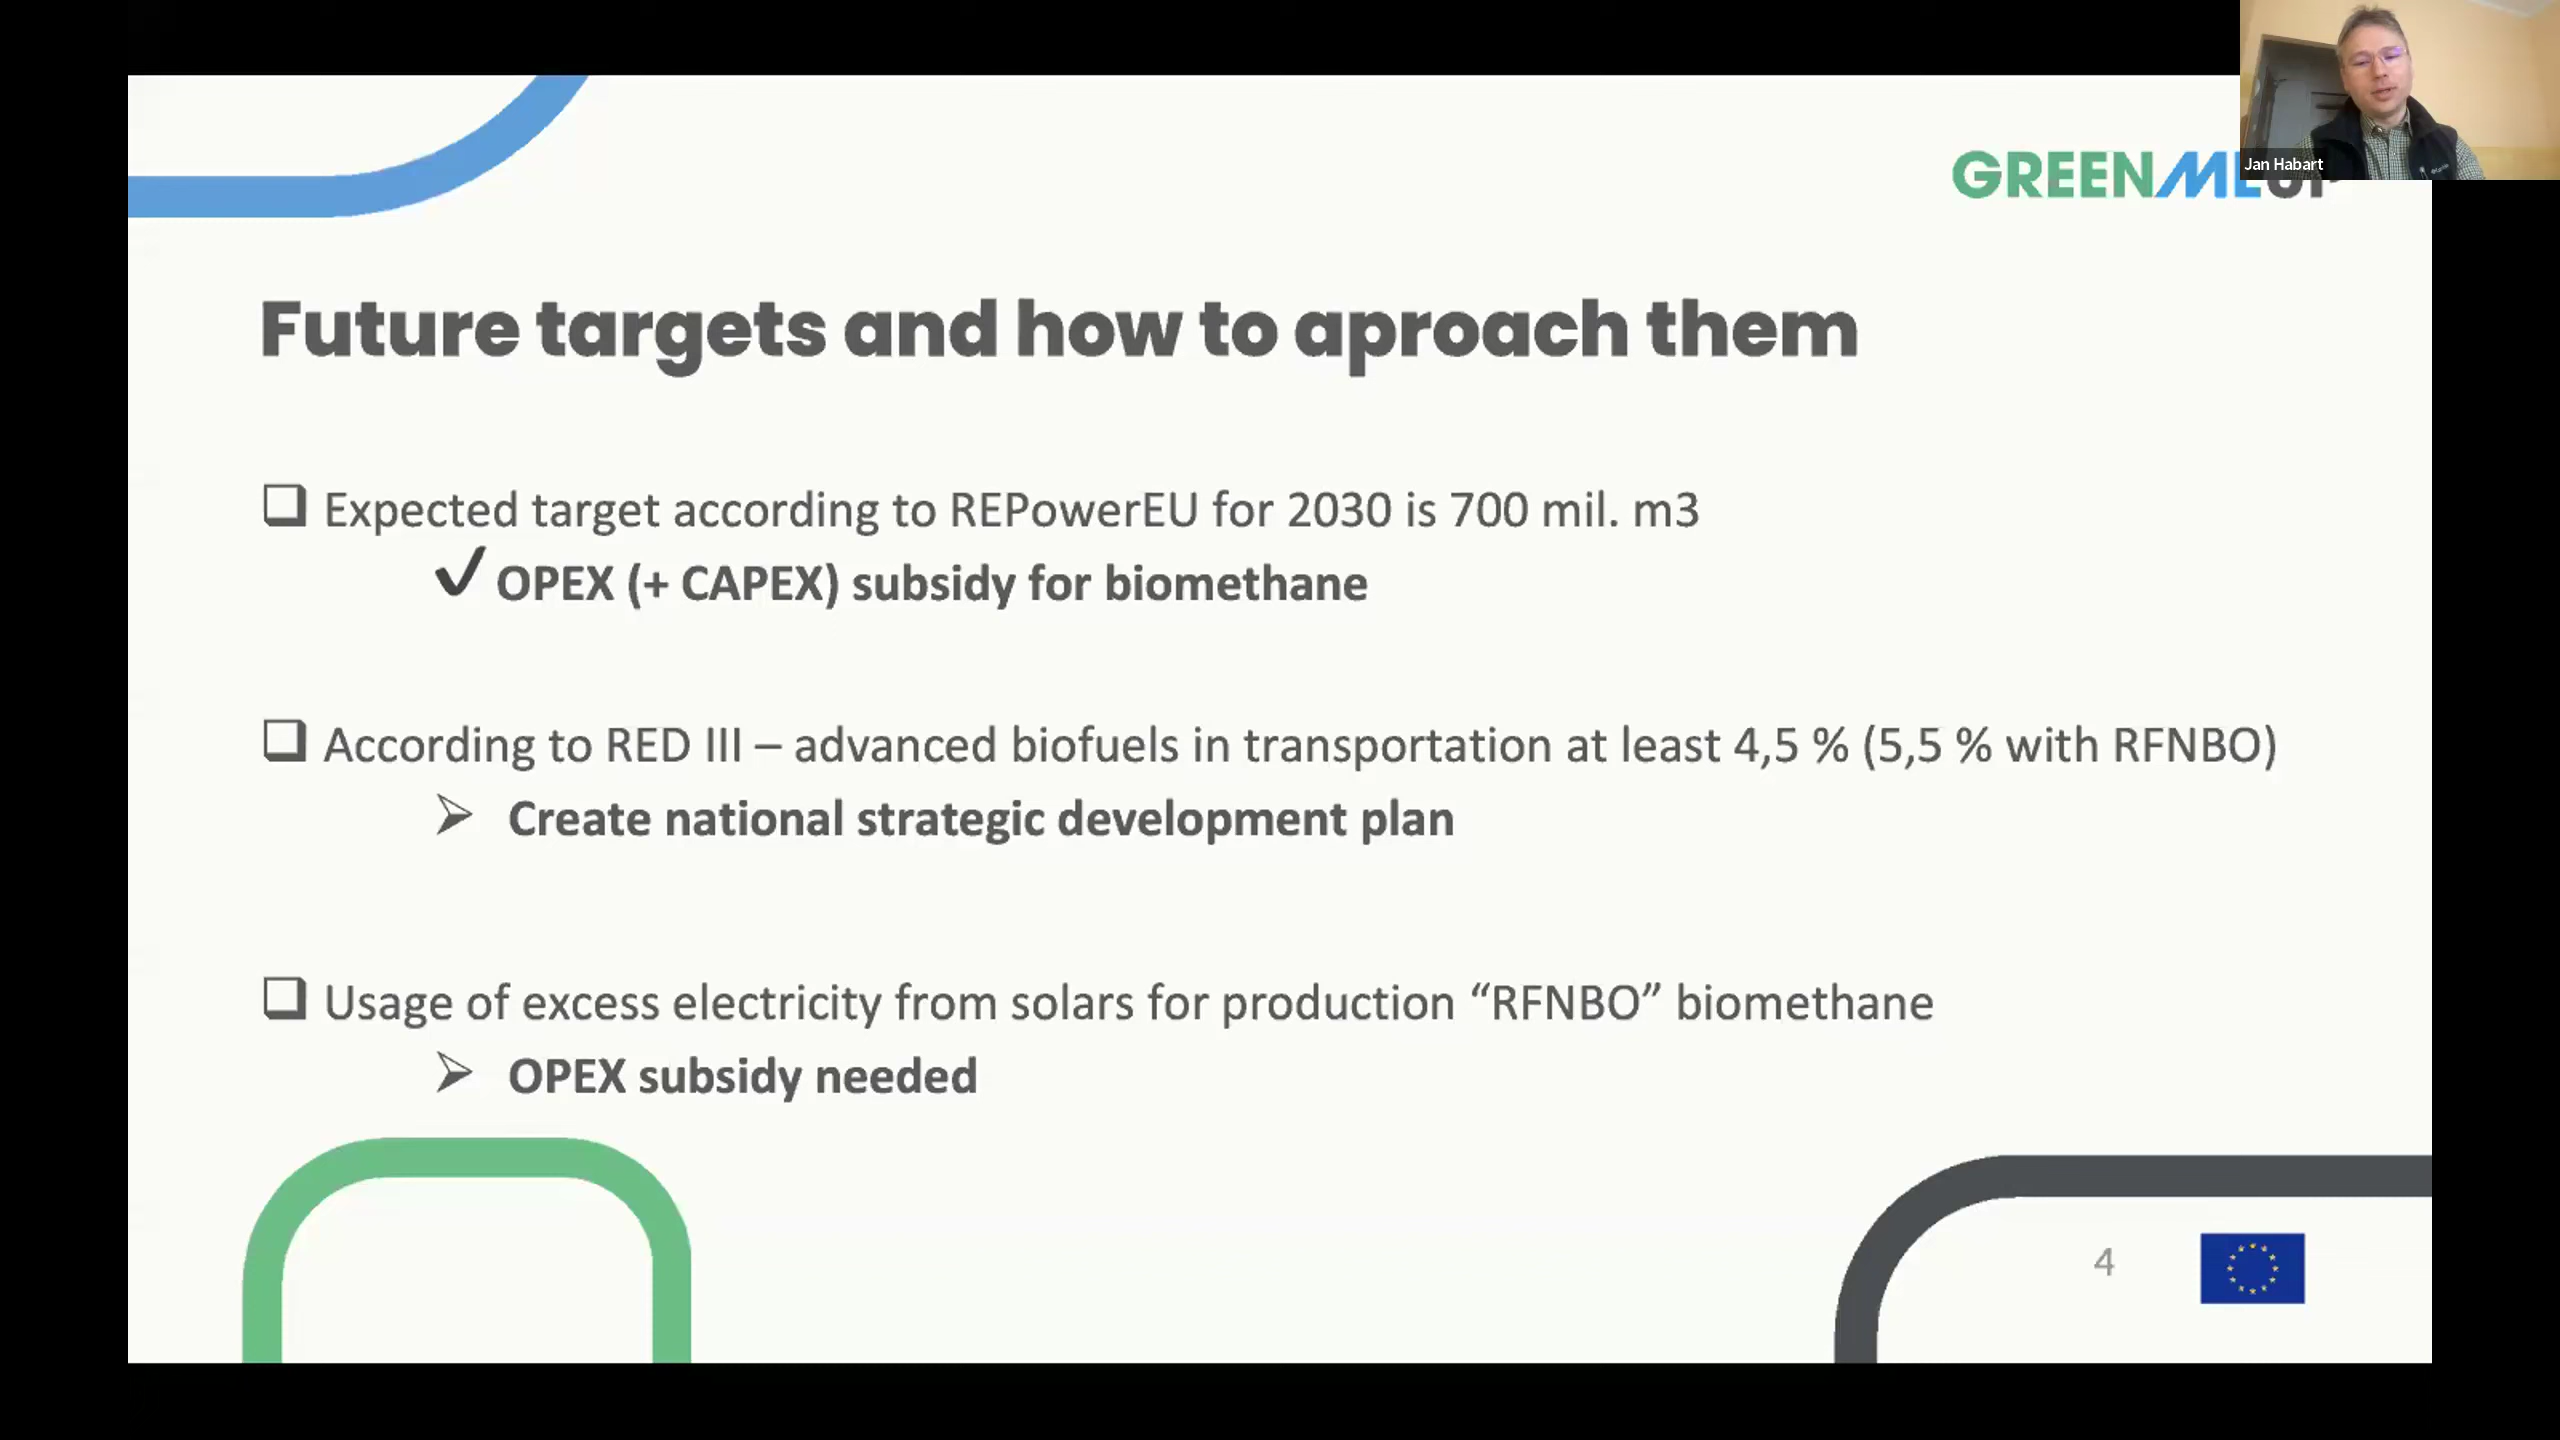 Jan Habart
GREENMEUP
Future targets and how to aproach them
Expected target according to REPowerEU for 2030 is 700 mil. m3
OPEX (+ CAPEX) subsidy for biomethane
According to RED III – advanced biofuels in transportation at least 4,5 % (5,5 % with RFNBO)
Create national strategic development plan
Usage of excess electricity from solars for production “RFNBO” biomethane
OPEX subsidy needed
4